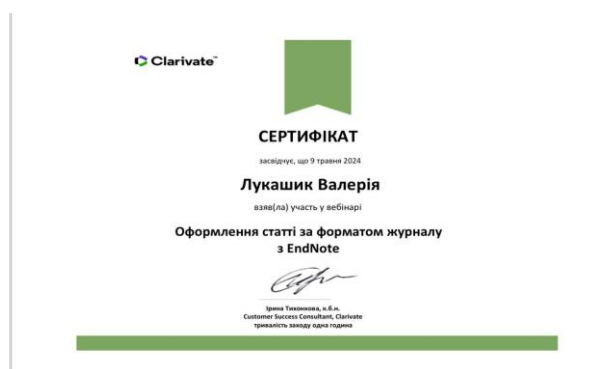 Clarivate™
СЕРТИФІКАТ
засвідчує, що 9 травня 2024
Лукашик Валерія
взяв(ла) участь у вебінарі
Оформлення статті за форматом журналу
з EndNote
Ірина Тихонкова, к.б.н.
Customer Success Consultant, Clarivate
тривалість заходу одна година